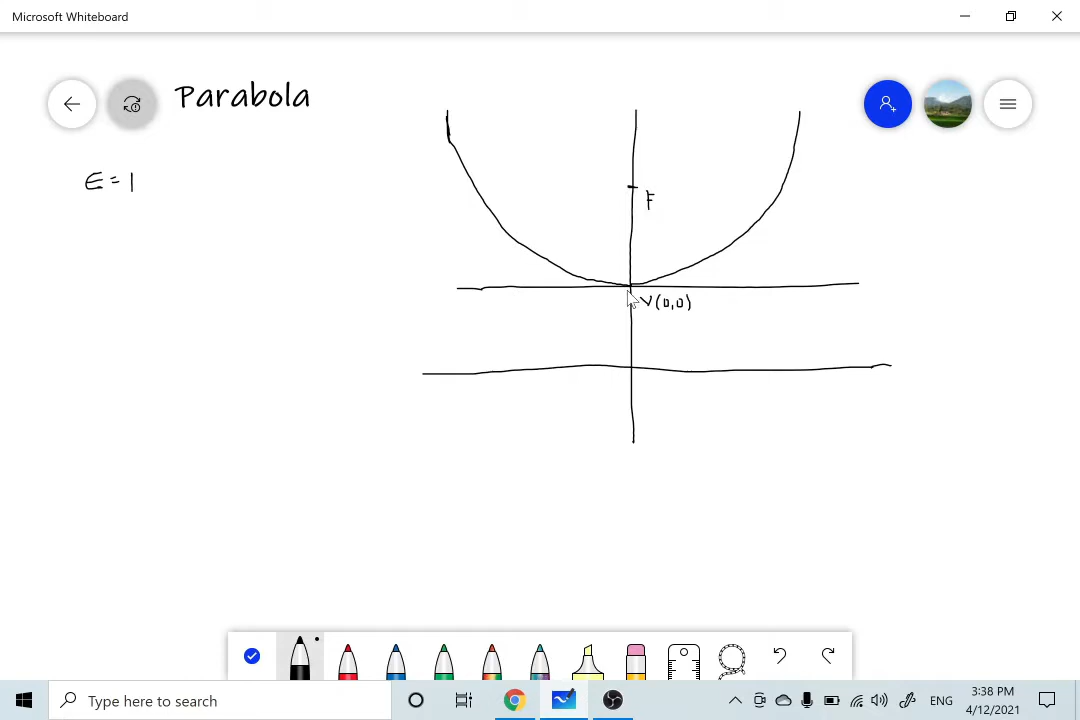 Microsoft Whiteboard
Parabola
E = 1
F
V(0,0)
Type here to search
ENG
3:38 PM
4/12/2021